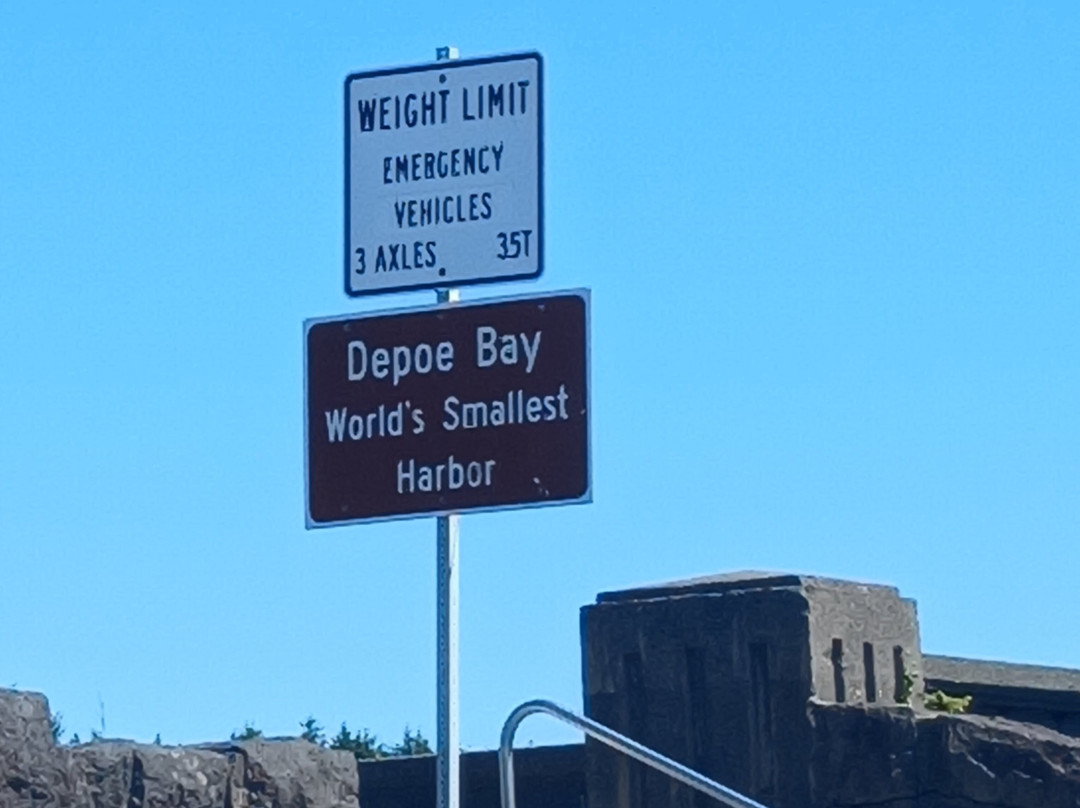 WEIGHT LIMIT
EMERGENCY
VEHICLES
3 AXLES 35T
Depoe Bay
World's Smallest
Harbor